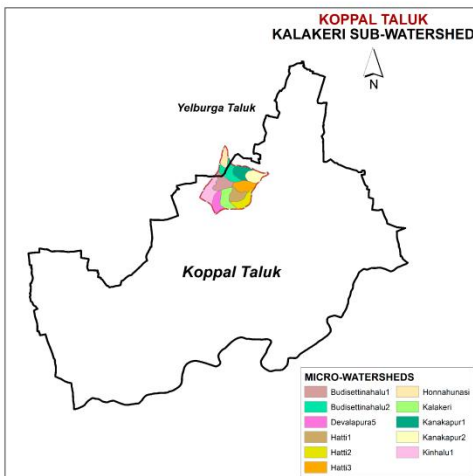 KOPPAL TALUK
KALAKERI SUB-WATERSHED
N
Yelburga Taluk
Koppal Taluk
MICRO-WATERSHEDS
Budisettinahalu1
Budisettinahalu2
Devalapura5
Hatti1
Hatti2
Hatti3
Honnahunasi
Kalakeri
Kanakapur1
Kanakapur2
Kinhalu1